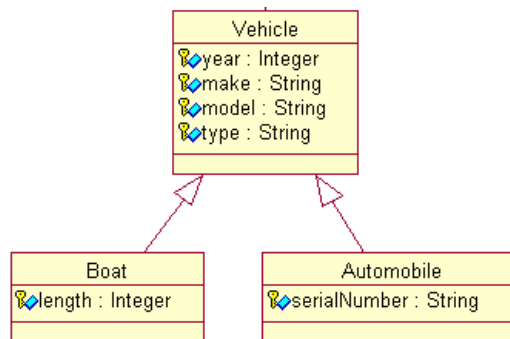 Vehicle
year : Integer
make : String
model : String
type : String
Boat
length : Integer
Automobile
serialNumber : String